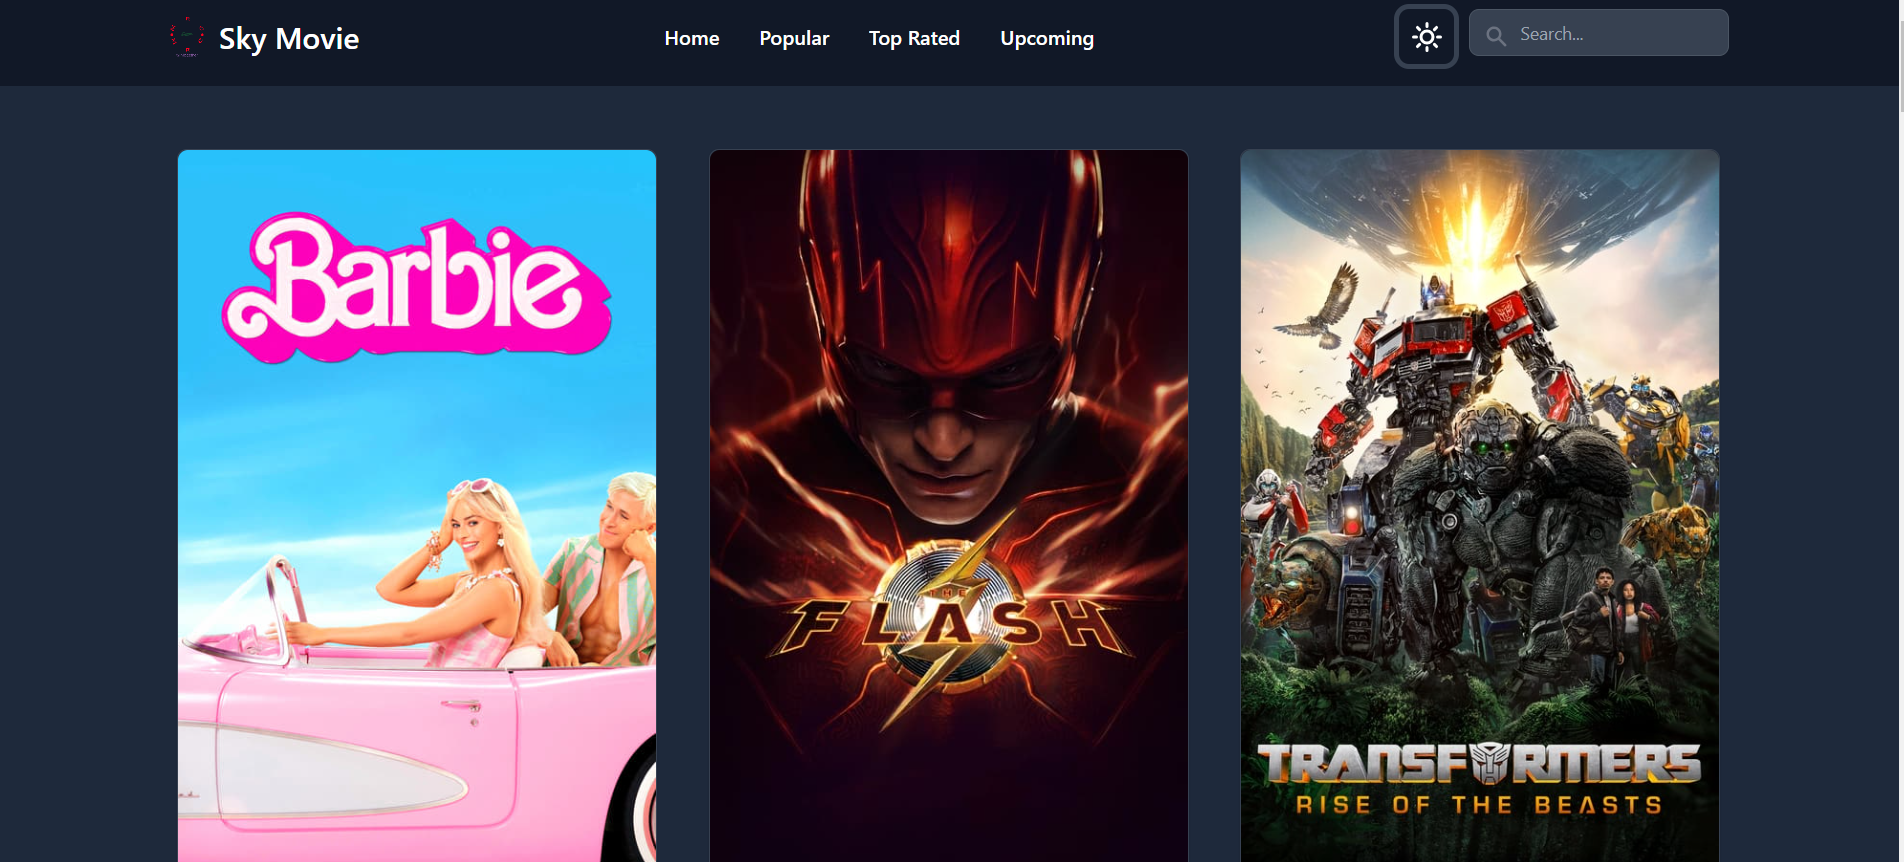 Sky Movie
Home
Popular
Top Rated
Upcoming
Search...
Barbie
THE
FLASH
TRANSFORMERS
RISE OF THE BEASTS